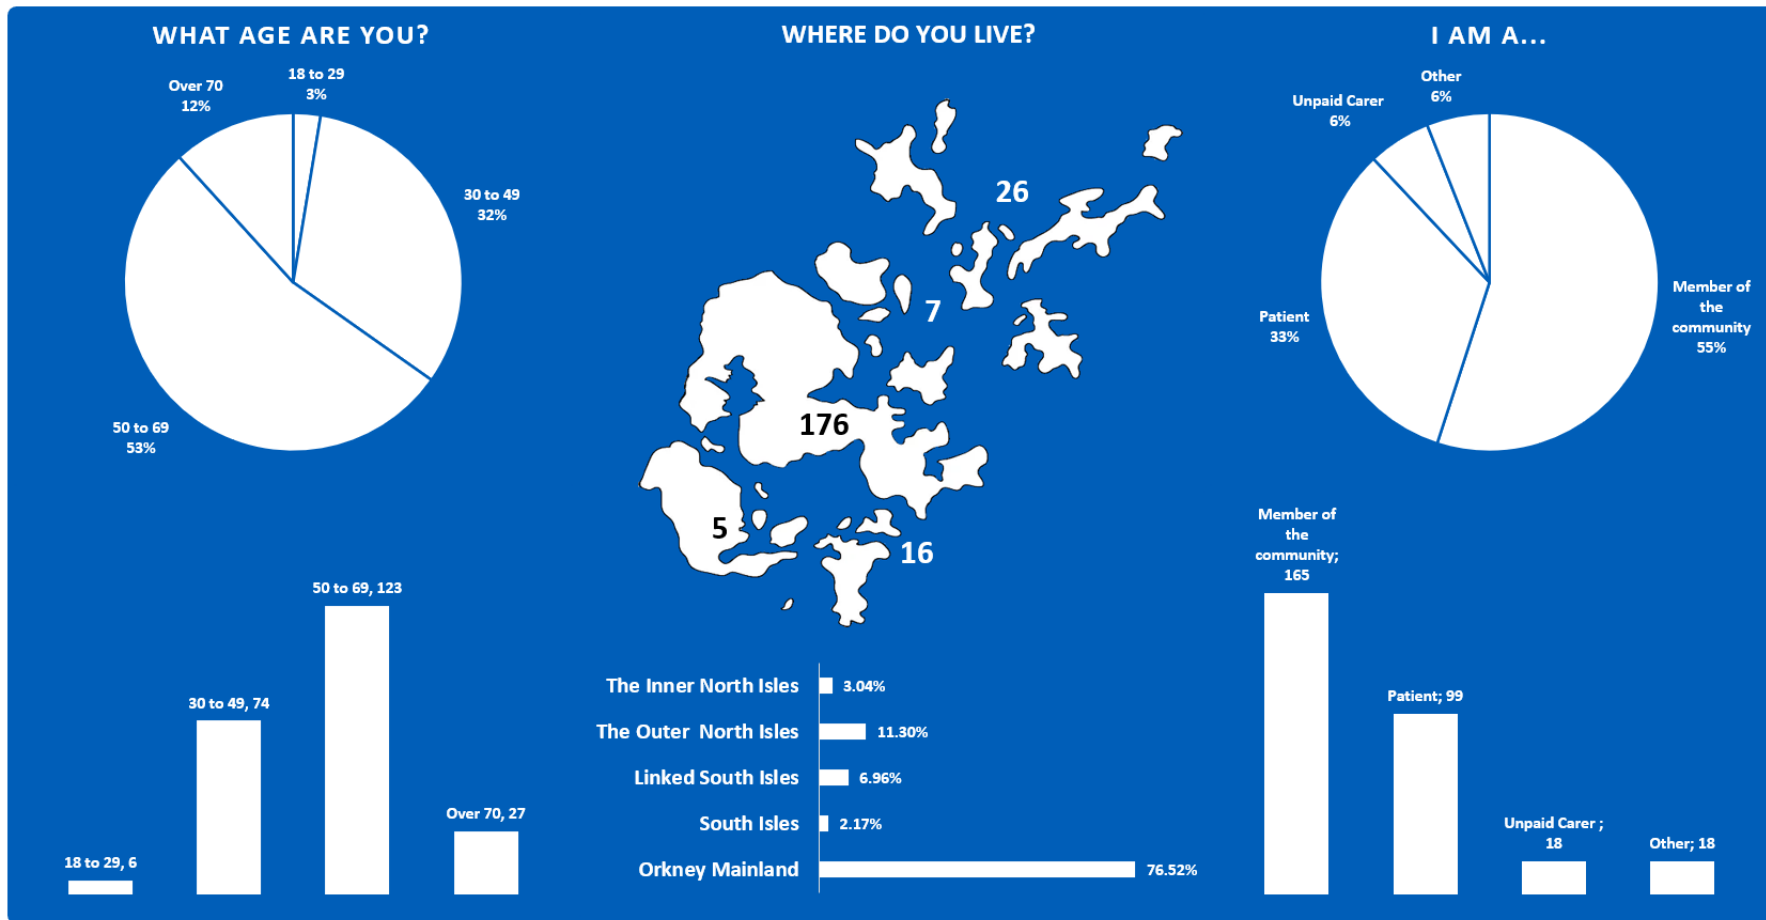 WHAT AGE ARE YOU?
18 to 29
3%
Over 70
12%
30 to 49
32%
50 to 69
53%
50 to 69, 123
30 to 49, 74
Over 70, 27
18 to 29, 6
WHERE DO YOU LIVE?
26
7
176
5
16
The Inner North Isles 3.04%
The Outer North Isles 11.30%
Linked South Isles 6.96%
South Isles 2.17%
Orkney Mainland 76.52%
I AM A...
Other
6%
Unpaid Carer
6%
Patient
33%
Member of
the
community
55%
Member of
the
community;
165
Patient; 99
Unpaid Carer ;
18
Other; 18